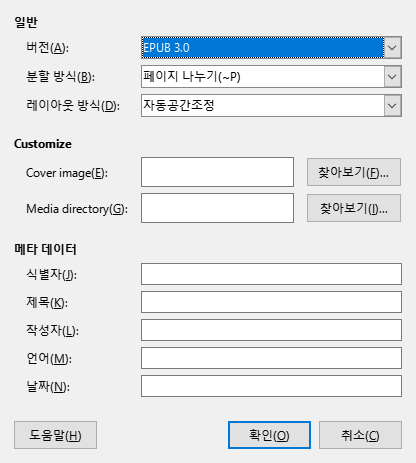 일반
버전(A): EPUB 3.0
분할 방식(B): 페이지 나누기(~P)
레이아웃 방식(D): 자동공간조정
Customize
Cover image(E): 찾아보기(F)...
Media directory(G): 찾아보기(I)...
메타 데이터
식별자(J):
제목(K):
작성자(L):
언어(M):
날짜(N):
도움말(H) 확인(O) 취소(C)